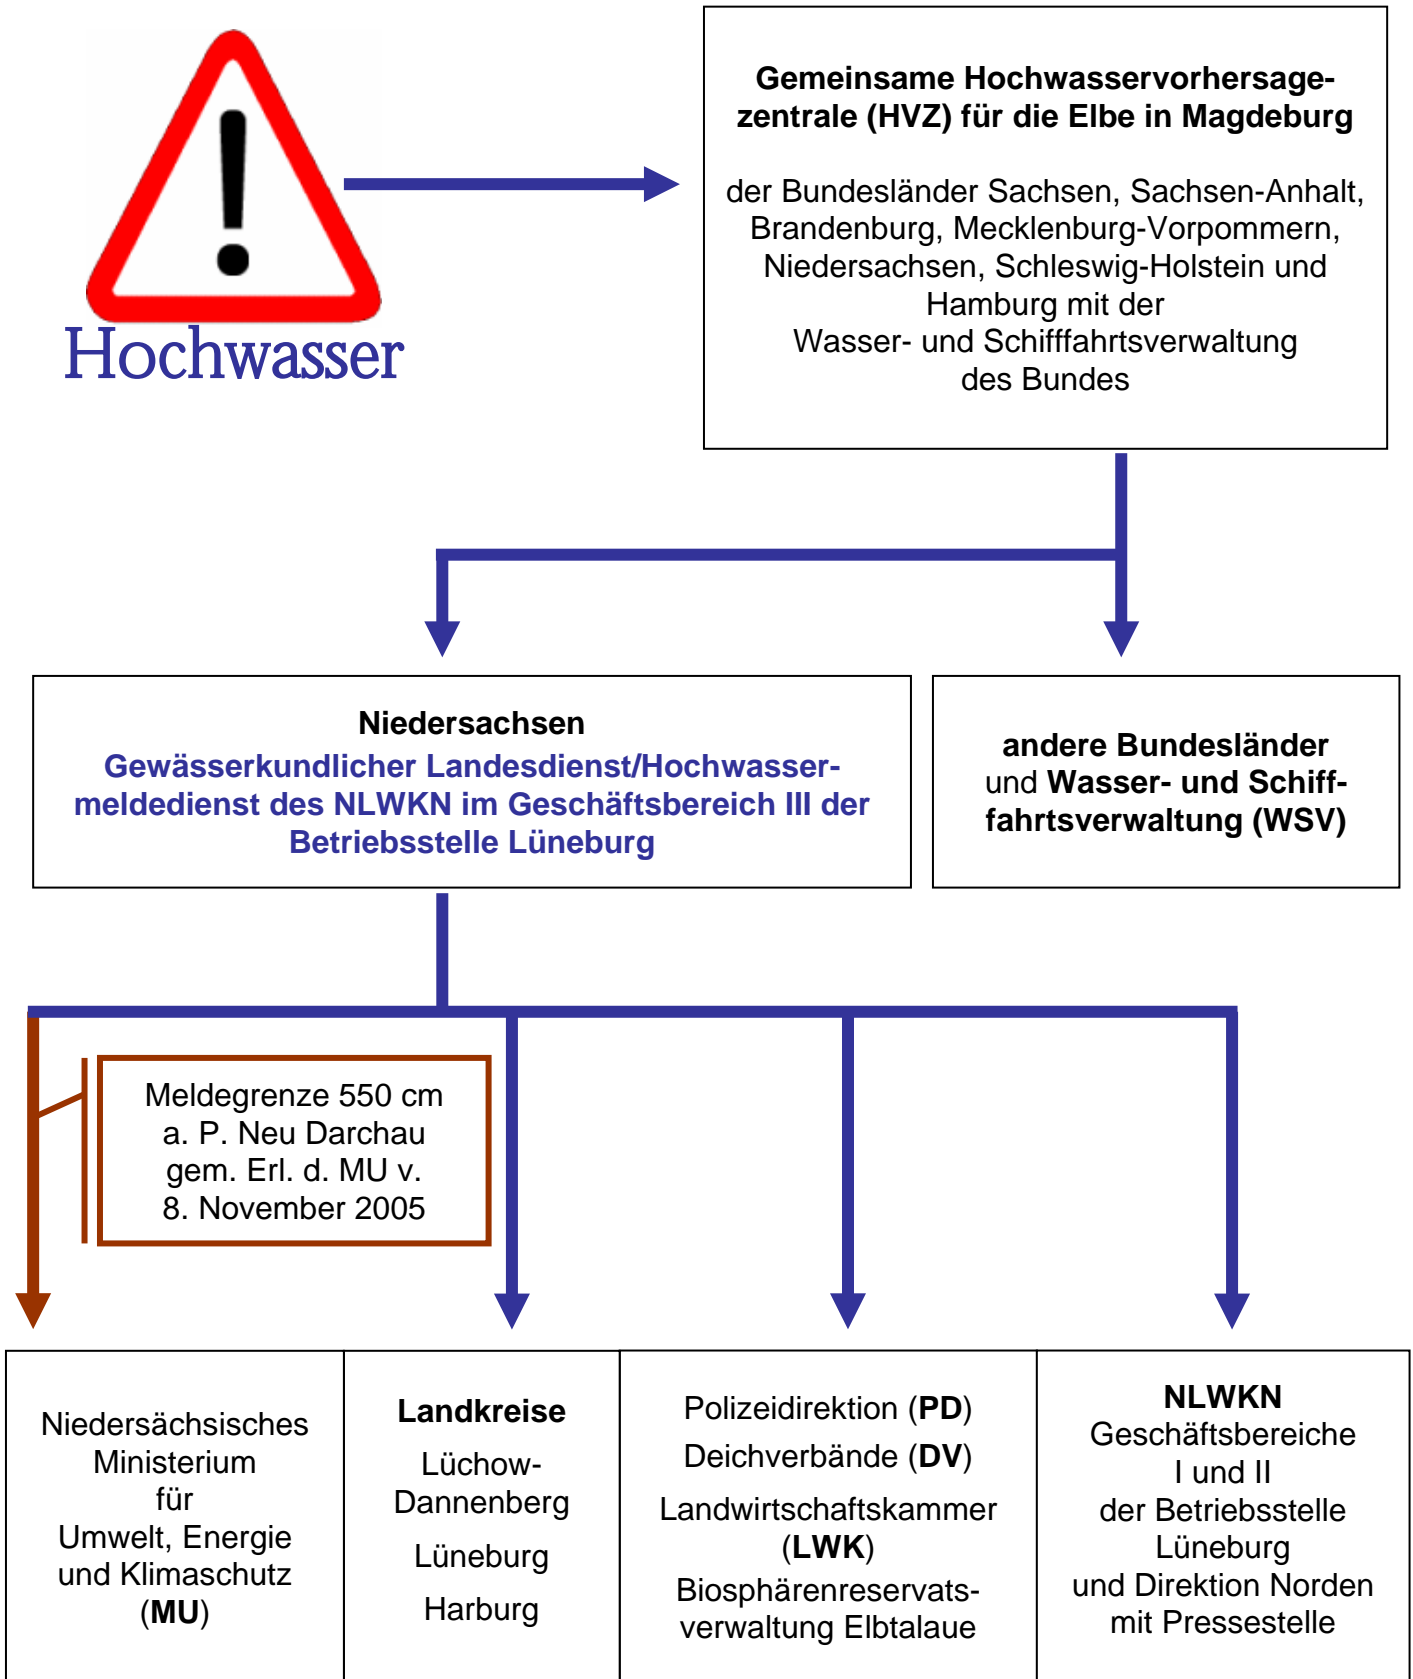 Hochwasser
Gemeinsame Hochwasservorhersage-
zentrale (HVZ) für die Elbe in Magdeburg
der Bundesländer Sachsen, Sachsen-Anhalt,
Brandenburg, Mecklenburg-Vorpommern,
Niedersachsen, Schleswig-Holstein und
Hamburg mit der
Wasser- und Schifffahrtsverwaltung
des Bundes
Niedersachsen
Gewässerkundlicher Landesdienst/Hochwasser-
meldedienst des NLWKN im Geschäftsbereich III der
Betriebsstelle Lüneburg
andere Bundesländer
und Wasser- und Schiff-
fahrtsverwaltung (WSV)
Meldegrenze 550 cm
a. P. Neu Darchau
gem. Erl. d. MU v.
8. November 2005
Niedersächsisches
Ministerium
für
Umwelt, Energie
und Klimaschutz
(MU)
Landkreise
Lüchow-
Dannenberg
Lüneburg
Harburg
Polizeidirektion (PD)
Deichverbände (DV)
Landwirtschaftskammer
(LWK)
Biosphärenreservats-
verwaltung Elbtalaue
NLWKN
Geschäftsbereiche
I und II
der Betriebsstelle
Lüneburg
und Direktion Norden
mit Pressestelle